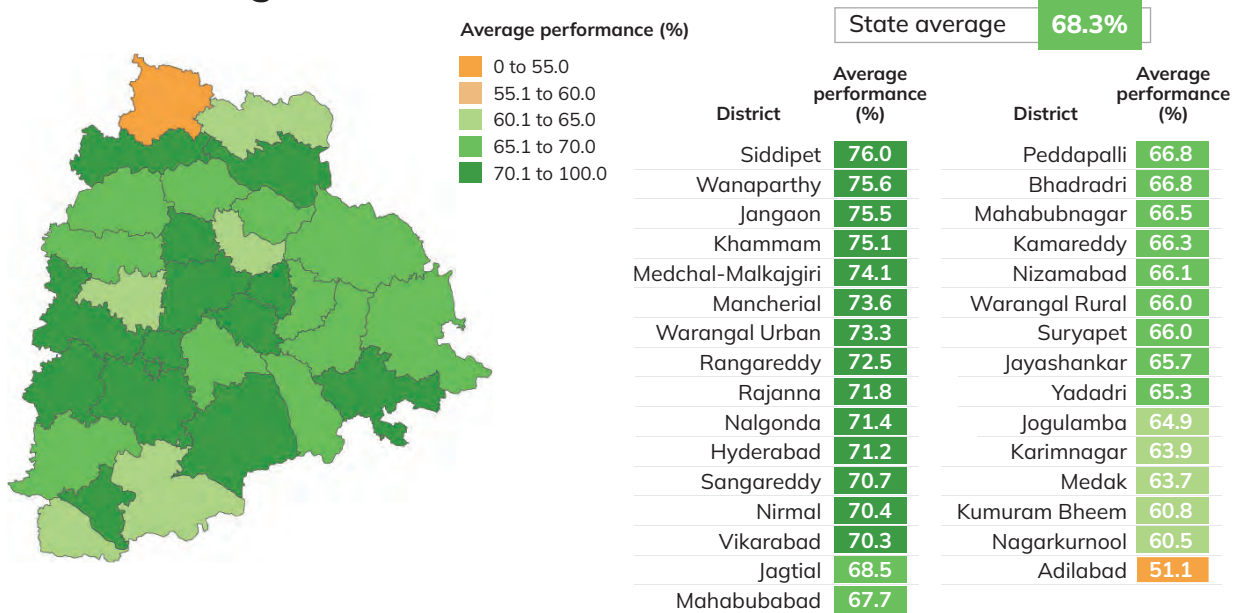 Average performance (%)
0 to 55.0
55.1 to 60.0
60.1 to 65.0
65.1 to 70.0
70.1 to 100.0
State average 68.3%
District Average performance (%)
Siddipet 76.0
Wanaparthy 75.6
Jangaon 75.5
Khammam 75.1
Medchal-Malkajgiri 74.1
Mancherial 73.6
Warangal Urban 73.3
Rangareddy 72.5
Rajanna 71.8
Nalgonda 71.4
Hyderabad 71.2
Sangareddy 70.7
Nirmal 70.4
Vikarabad 70.3
Jagtial 68.5
Mahabubabad 67.7
District Average performance (%)
Peddapalli 66.8
Bhadradri 66.8
Mahabubnagar 66.5
Kamareddy 66.3
Nizamabad 66.1
Warangal Rural 66.0
Suryapet 66.0
Jayashankar 65.7
Yadadri 65.3
Jogulamba 64.9
Karimnagar 63.9
Medak 63.7
Kumuram Bheem 60.8
Nagarkurnool 60.5
Adilabad 51.1